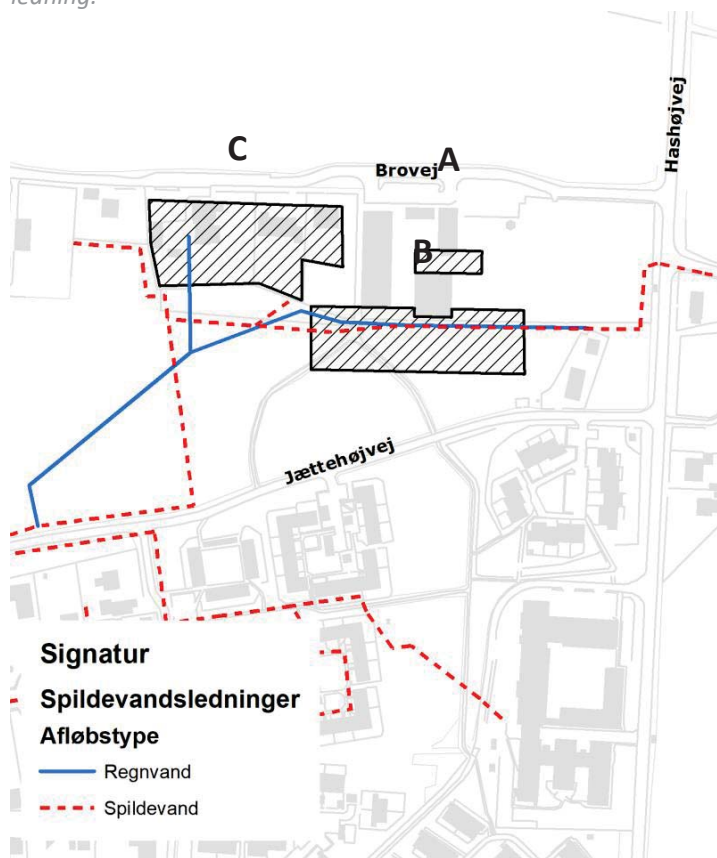 ledning.
C
A
Brovej
Hashøjvej
B
Jættehøjvej
Signatur
Spildevandsledninger
Afløbstype
Regnvand
Spildevand